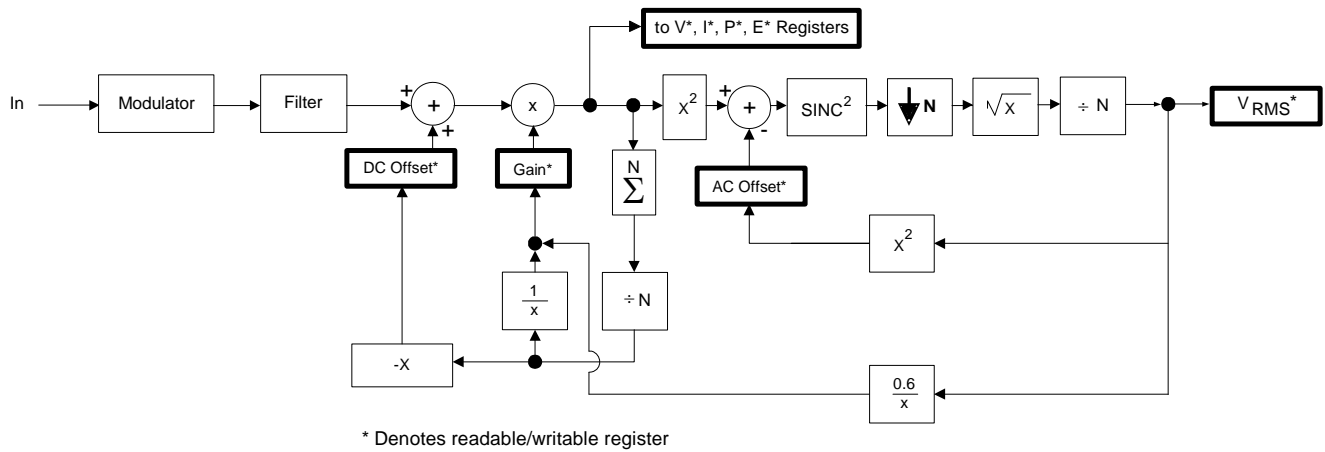 to V*, I*, P*, E* Registers
In
Modulator
Filter
+
+
+
x
X²
+
+
-
SINC²
N
√X
÷ N
V RMS*
DC Offset*
Gain*
N
Σ
AC Offset*
X²
1
x
÷ N
-X
0.6
x
* Denotes readable/writable register